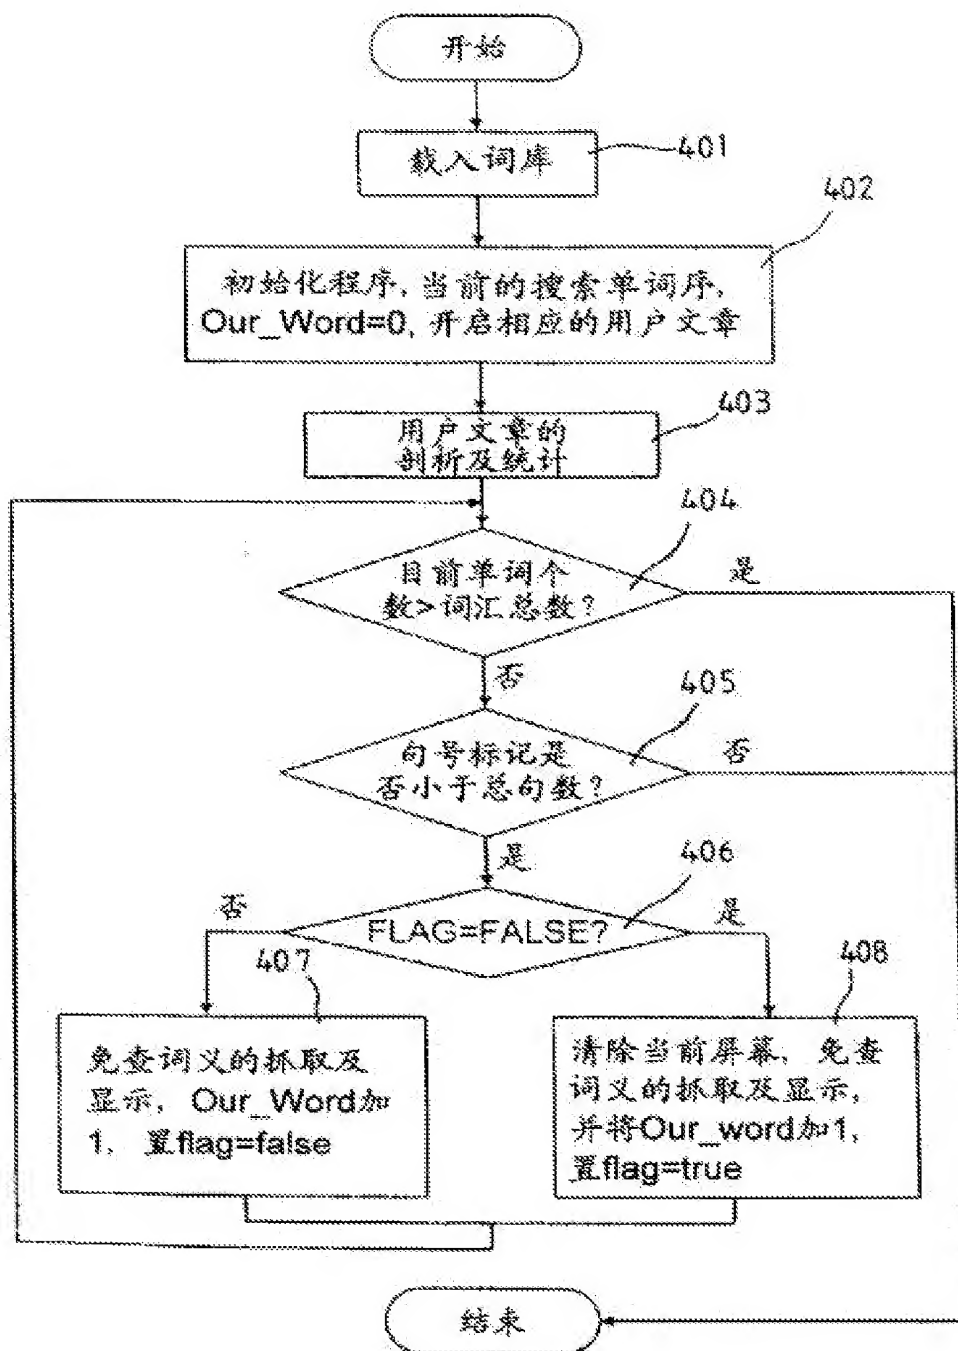 开始
载入词库
401
402
初始化程序,当前的搜索单词序,
Our_Word=0,开启相应的用户文章
403
用户文章的
剖析及统计
404
目前单词个
数>词汇总数?
是
否
405
句号标记是
否小于总句数?
否
是
406
FLAG=FALSE?
否
是
407
408
免查词义的抓取及
显示, Our_Word加
1, 置flag=false
清除当前屏幕, 免查
词义的抓取及显示,
并将Our_word加1,
置flag=true
结束